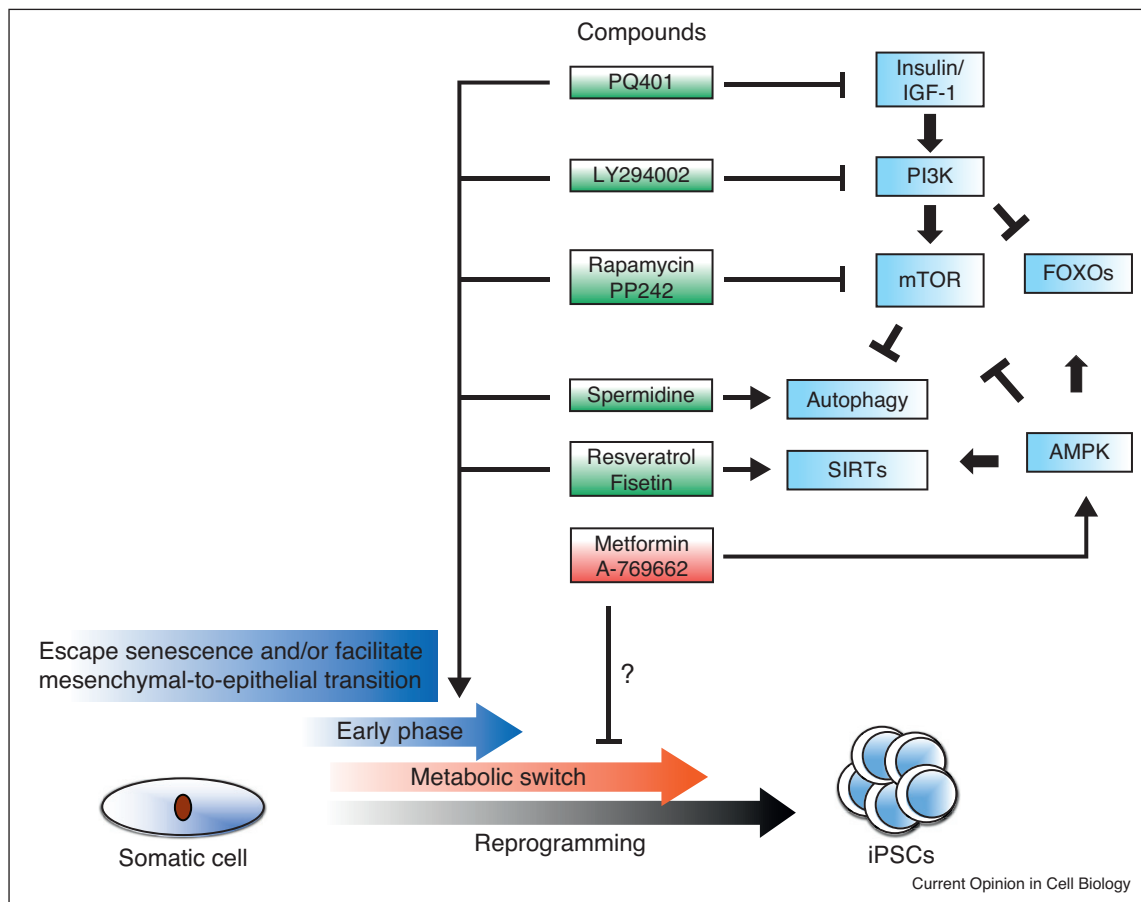 Compounds
PQ401
Insulin/
IGF-1
LY294002
PI3K
Rapamycin
PP242
mTOR
FOXOs
Spermidine
Autophagy
Resveratrol
Fisetin
SIRTs
AMPK
Metformin
A-769662
Escape senescence and/or facilitate
mesenchymal-to-epithelial transition
?
Early phase
Metabolic switch
Reprogramming
Somatic cell
iPSCs
Current Opinion in Cell Biology